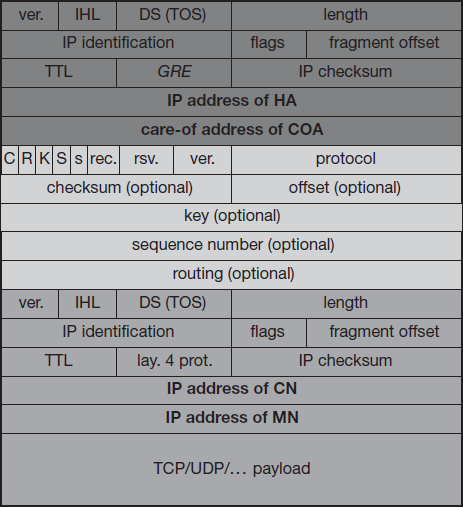 ver. IHL DS (TOS) length
IP identification flags fragment offset
TTL GRE IP checksum
IP address of HA
care-of address of COA
C R K S s rec. rsv. ver. protocol
checksum (optional) offset (optional)
key (optional)
sequence number (optional)
routing (optional)
ver. IHL DS (TOS) length
IP identification flags fragment offset
TTL lay. 4 prot. IP checksum
IP address of CN
IP address of MN
TCP/UDP/... payload